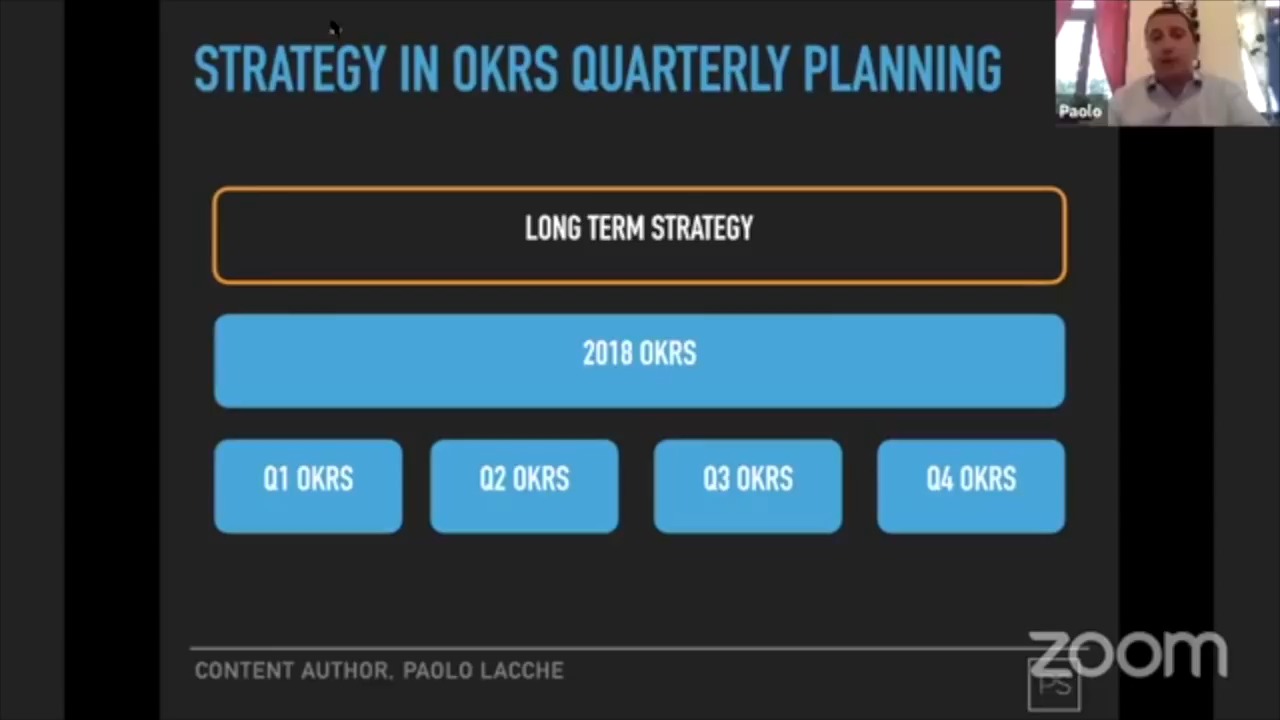 STRATEGY IN OKRS QUARTERLY PLANNING
Paolo
LONG TERM STRATEGY
2018 OKRS
Q1 OKRS
Q2 OKRS
Q3 OKRS
Q4 OKRS
CONTENT AUTHOR, PAOLO LACCHE
zoom
PS